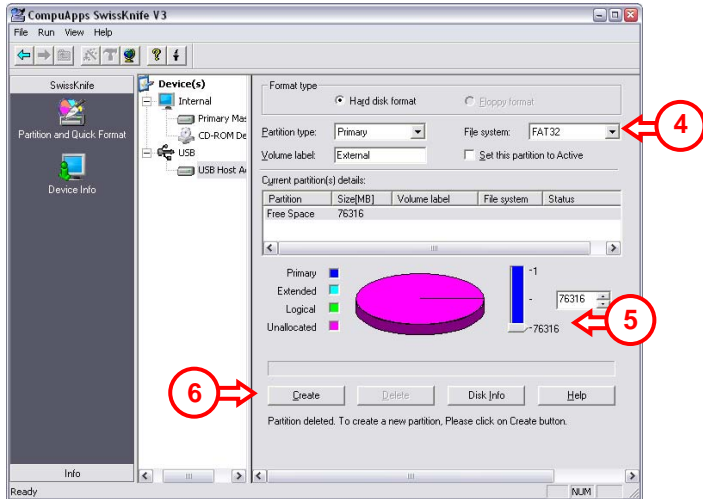 CompuApps SwissKnife V3
File Run View Help
SwissKnife
Partition and Quick Format
Device Info
Info
Device(s)
Internal
Primary Mas
CD-ROM De
USB
USB Host A
Format type
Hard disk format
Floppy format
Partition type: Primary File system: FAT32
4
Volume label: External Set this partition to Active
Current partition(s) details:
Partition Size[MB] Volume label File system Status
Free Space 76316
Primary
Extended
Logical
Unallocated
-1
-
76316
-76316
5
6
Create Delete Disk Info Help
Partition deleted. To create a new partition, Please click on Create button.
Ready NUM